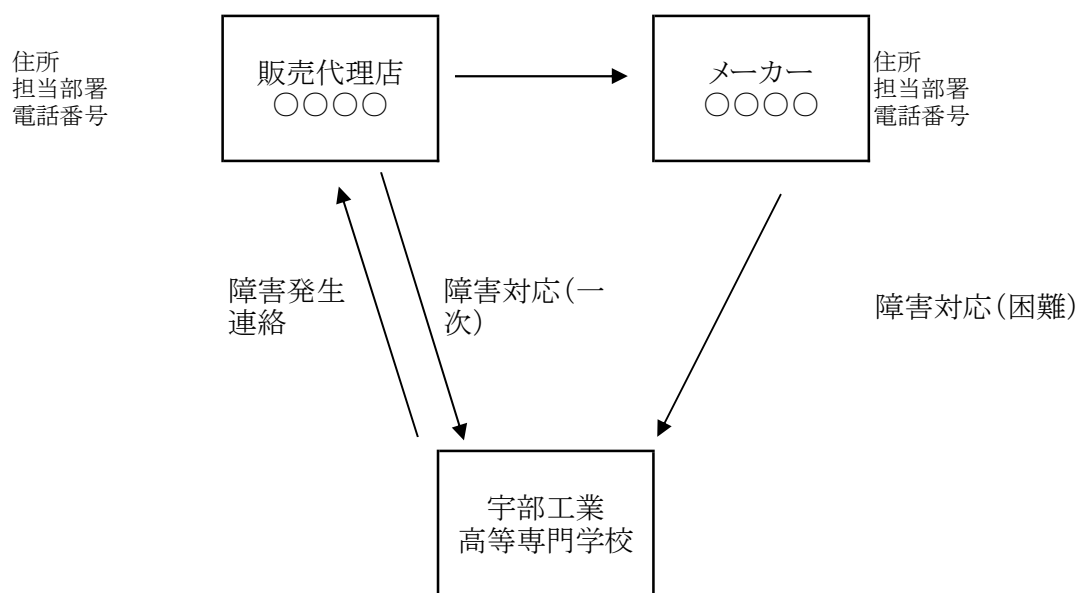 住所
担当部署
電話番号
販売代理店
○○○○
メーカー
○○○○
住所
担当部署
電話番号
障害発生
連絡
障害対応(一
次)
障害対応(困難)
宇部工業
高等専門学校